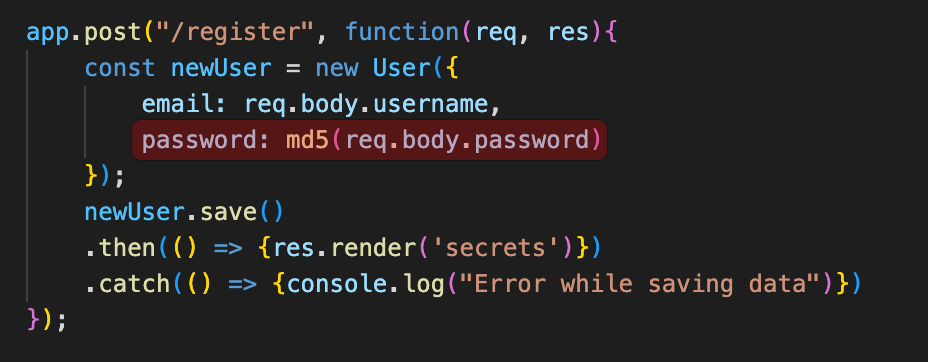 app.post("/register", function(req, res){
const newUser = new User({
email: req.body.username,
password: md5(req.body.password)
});
newUser.save()
.then(() => {res.render('secrets')})
.catch(() => {console.log("Error while saving data")})
});